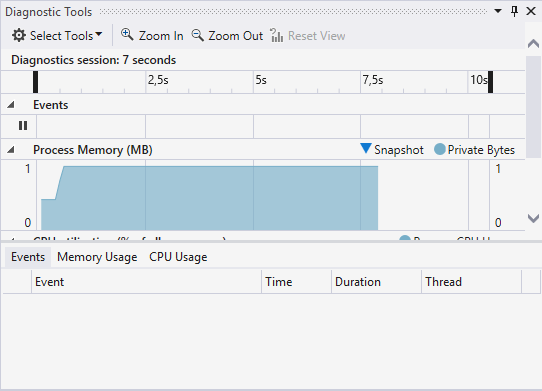 Diagnostic Tools
Select Tools Zoom In Zoom Out Reset View
Diagnostics session: 7 seconds
2,5s 5s 7,5s 10s
Events
Process Memory (MB) Snapshot Private Bytes
1 1
0 0
Events Memory Usage CPU Usage
Event Time Duration Thread